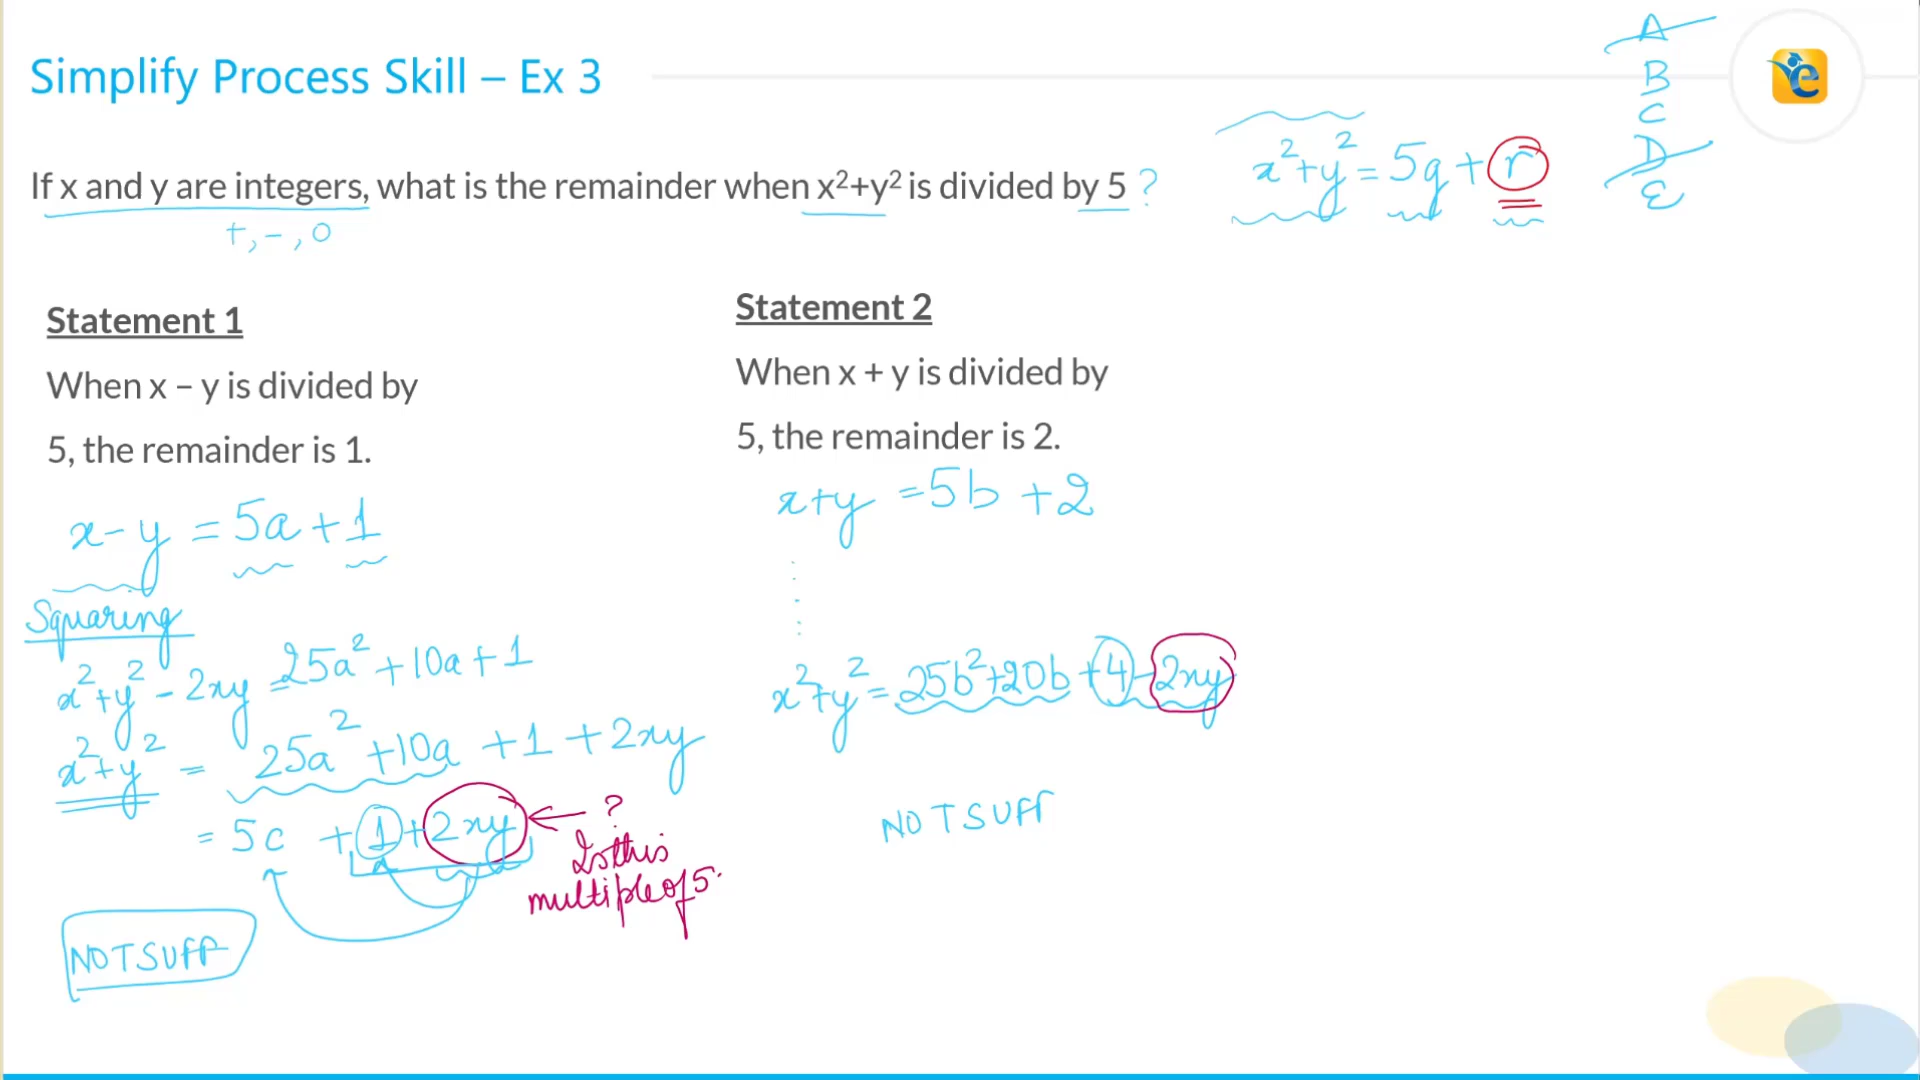 Simplify Process Skill – Ex 3
If x and y are integers, what is the remainder when x²+y² is divided by 5 ?
+, -, 0
x²+y² = 5q + r
A
B
C
D
E
Statement 1
When x – y is divided by
5, the remainder is 1.
x-y = 5a+1
Squaring
x²+y² - 2xy = 25a² + 10a + 1
x²+y² = 25a² + 10a + 1 + 2xy
= 5c + 1 + 2xy
?
Is this
multiple of 5.
NOT SUFF
Statement 2
When x + y is divided by
5, the remainder is 2.
x+y = 5b + 2
x²+y² = 25b²+20b +4 - 2xy
NOT SUFF
e